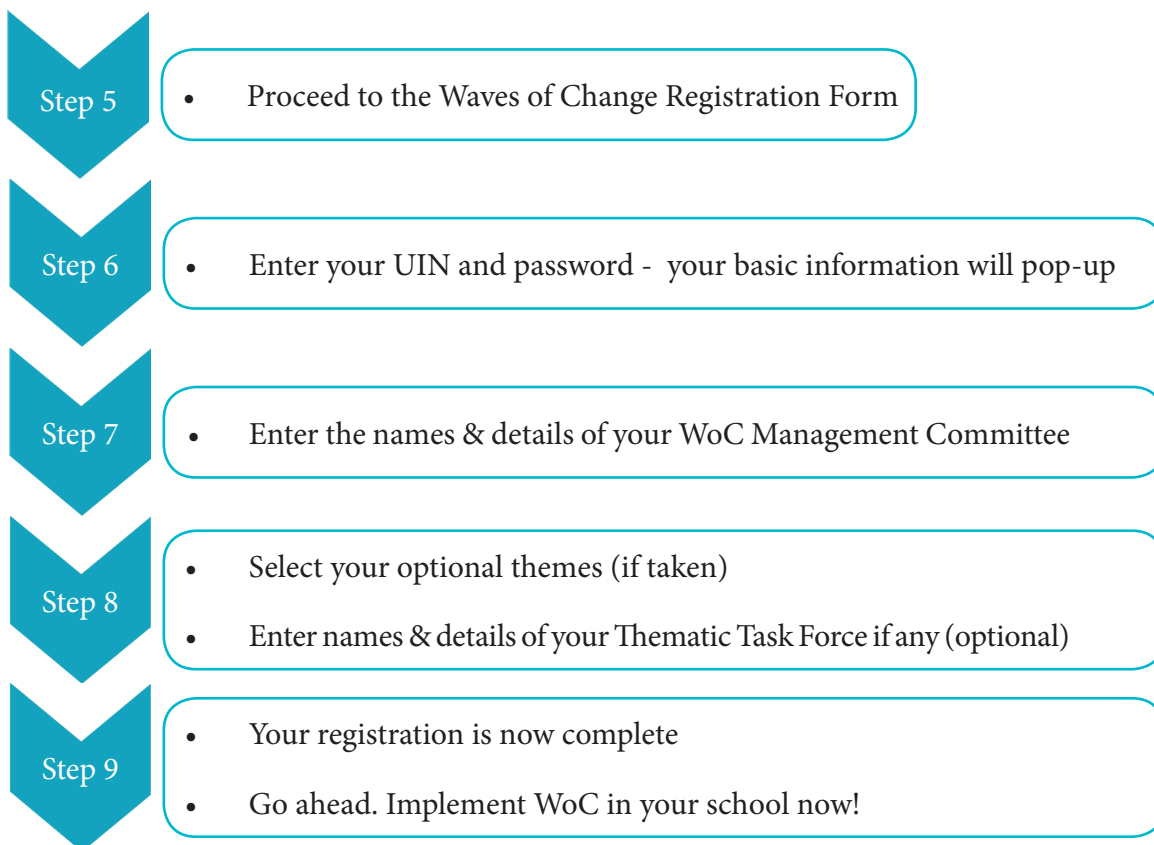 Step 5
• Proceed to the Waves of Change Registration Form
Step 6
• Enter your UIN and password - your basic information will pop-up
Step 7
• Enter the names & details of your WoC Management Committee
Step 8
• Select your optional themes (if taken)
• Enter names & details of your Thematic Task Force if any (optional)
Step 9
• Your registration is now complete
• Go ahead. Implement WoC in your school now!